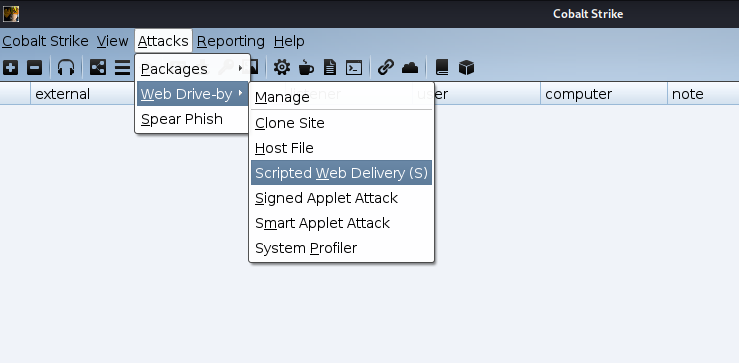 Cobalt Strike
Cobalt Strike View Attacks Reporting Help
Packages
Web Drive-by
Spear Phish
Manage
Clone Site
Host File
Scripted Web Delivery (S)
Signed Applet Attack
Smart Applet Attack
System Profiler
external user computer note